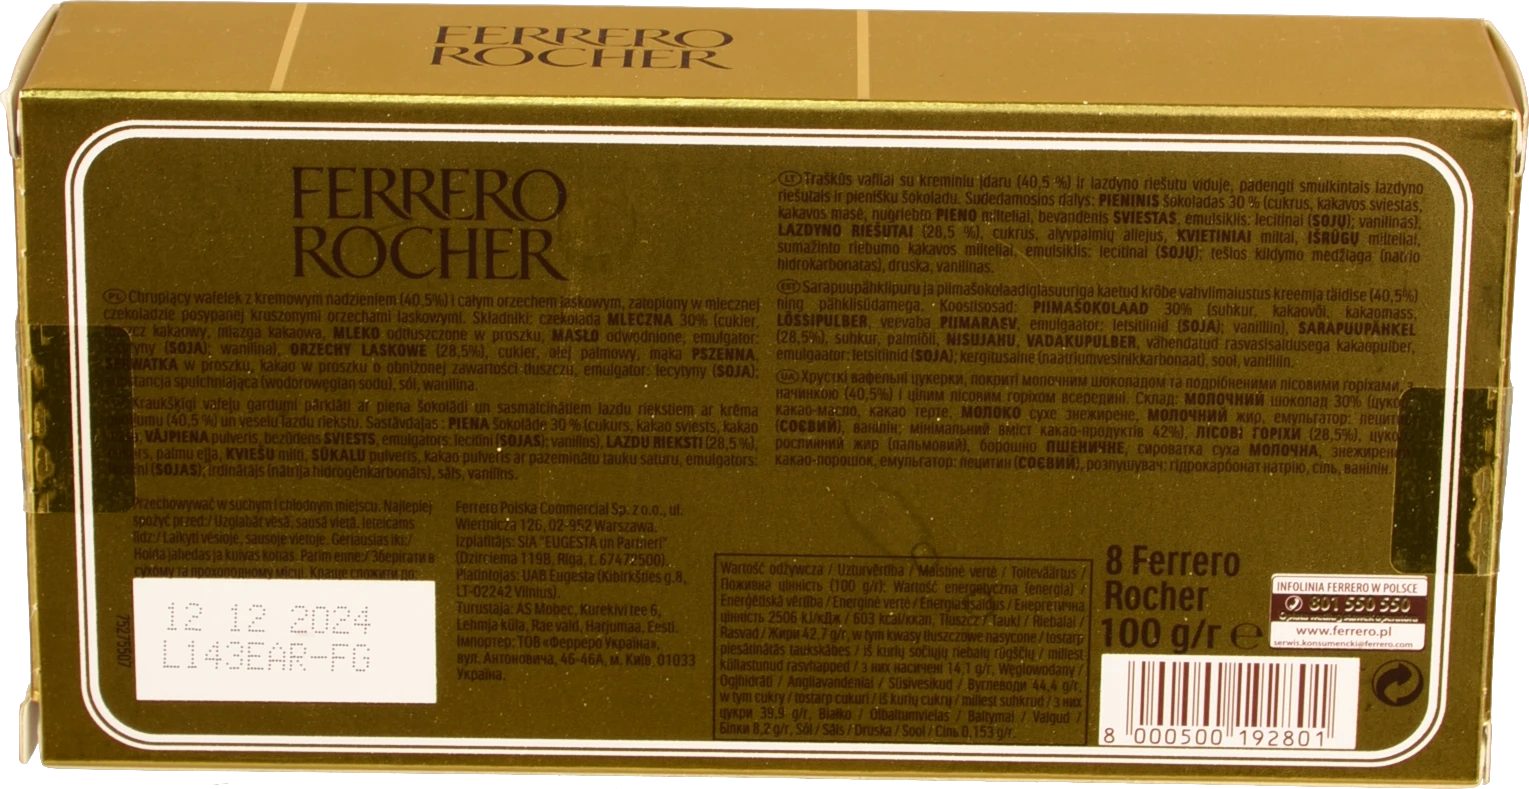 FERRERO
ROCHER
FERRERO
ROCHER
PL Chrupiący wafelek z kremowym nadzieniem (40,5%) i całym orzechem laskowym, zatopiony w mlecznej
czekoladzie posypanej kruszonymi orzechami laskowymi. Składniki: czekolada MLECZNA 30% (cukier,
kakaowy, miazga kakaowa, MLEKO odtłuszczone w proszku, MASŁO odwodnione, emulgator:
(SOJA); wanilina), ORZECHY LASKOWE (28,5%), cukier, olej palmowy, mąka PSZENNA,
SERWATKA w proszku, kakao w proszku o obniżonej zawartości tłuszczu, emulgator: lecytyny (SOJA);
substancja spulchniająca (wodorowęglan sodu), sól, wanilina.
Kraukšķīgi vafeļu gardumi pārklāti ar piena šokolādi un sasmalcinātiem lazdu riekstiem ar krēma
(40,5 %) un veselu lazdu riekstu. Sastāvdaļas : PIENA šokolāde 30 % (cukurs, kakao sviests, kakao
VĀJPIENA pulveris, bezūdens SVIESTS, emulgators: lecitīni (SOJAS); vanilīns), LAZDU RIEKSTI (28,5 %),
palmu eļļa, KVIEŠU milti, SŪKALU pulveris, kakao pulveris ar pazeminātu tauku saturu, emulgators:
(SOJAS); irdinātājs (nātrija hidrogēnkarbonāts), sāls, vanilīns.
LT Traškūs vafliai su kreminiu įdaru (40,5 %) ir lazdyno riešutu viduje, padengti smulkintais lazdyno
riešutais ir pienišku šokoladu. Sudedamosios dalys: PIENINIS šokoladas 30 % (cukrus, kakavos sviestas,
kakavos masė, nugriebto PIENO milteliai, bevandenis SVIESTAS, emulsiklis: lecitinai (SOJŲ); vanilinas),
LAZDYNO RIEŠUTAI (28,5 %), cukrus, alyvpalmių aliejus, KVIETINIAI miltai, IŠRŪGŲ milteliai,
sumažinto riebumo kakavos milteliai, emulsiklis: lecitinai (SOJŲ); tešlos kildymo medžiaga (natrio
hidrokarbonatas), druska, vanilinas.
EST Sarapuupähklipuru ja piimašokolaadiglasuuriga kaetud krõbe vahvlimaiustus kreemja täidise (40,5%)
ning pähklisüdamega. Koostisosad: PIIMAŠOKOLAAD 30% (suhkur, kakaovõi, kakaomass,
LÕSSIPULBER, veevaba PIIMARASV, emulgaator: letsitiinid (SOJA); vanilliin), SARAPUUPÄHKEL
(28,5%), suhkur, palmiõli, NISUJAHU, VADAKUPULBER, vähendatud rasvasisaldusega kakaopulber,
emulgaator: letsitiinid (SOJA); kergitusaine (naatriumvesinikkarbonaat), sool, vanilliin.
UA Хрусткі вафельні цукерки, покриті молочним шоколадом та подрібненими лісовими горіхами, з
начинкою (40,5%) і цілим лісовим горіхом всередині. Склад: МОЛОЧНИЙ шоколад 30% (цукор
какао-масло, какао терте, МОЛОКО сухе знежирене, МОЛОЧНИЙ жир, емульгатор: лецитин
(СОЄВИЙ), ванілін; мінімальний вміст какао-продуктів 42%), ЛІСОВІ ГОРІХИ (28,5%), цукор
рослинний жир (пальмовий), борошно ПШЕНИЧНЕ, сироватка суха МОЛОЧНА, знежирений
какао-порошок, емульгатор: лецитин (СОЄВИЙ), розпушувач: гідрокарбонат натрію, сіль, ванілін.
Przechowywać w suchym i chłodnym miejscu. Najlepiej
spożyć przed:/ Uzglabāt vēsā, sausā vietā. Ieteicams
līdz:/ Laikyti vėsioje, sausoje vietoje. Geriausias iki:/
Hoida jahedas ja kuivas kohas. Parim enne:/ Зберігати в
сухому та прохолодному місці. Краще спожити до:
12 12 2024
L143EAR-FG
75225507
Ferrero Polska Commercial Sp. z o.o., ul.
Wiertnicza 126, 02-952 Warszawa.
Izplatītājs: SIA "EUGESTA un Partneri"
(Dzirciema 119B, Rīga, t. 67472500).
Platintojas: UAB Eugesta (Kibirkšties g.8,
LT-02242 Vilnius).
Turustaja: AS Mobec, Kurekivi tee 6,
Lehmja küla, Rae vald, Harjumaa, Eesti.
Імпортер: ТОВ «Ферреро Україна»,
вул. Антоновича, 46-46А, м. Київ, 01033
Україна.
Wartość odżywcza / Uzturvērtība / Maistinė vertė / Toiteväärtus /
Поживна цінність (100 g/г): Wartość energetyczna (energia) /
Enerģētiskā vērtība / Energinė vertė / Energiasisaldus / Енергетична
цінність 2506 kJ/кДж / 603 kcal/ккал, Tłuszcz / Tauki / Riebalai /
Rasvad / Жири 42,7 g/г, w tym kwasy tłuszczowe nasycone / tostarp
piesātinātās taukskābes / iš kurių sočiųjų riebalų rūgščių / millest
küllastunud rasvhapped / з них насичені 14,1 g/г, Węglowodany /
Ogļhidrāti / Angliavandeniai / Süsivesikud / Вуглеводи 44,4 g/г,
w tym cukry / tostarp cukuri / iš kurių cukrų / millest suhkrud / з них
цукри 39,9 g/г, Białko / Olbaltumvielas / Baltymai / Valgud /
Білки 8,2 g/г, Sól / Sāls / Druska / Sool / Сіль 0,153 g/г.
8 Ferrero
Rocher
100 g/г ℮
INFOLINIA FERRERO W POLSCE
801 550 550
www.ferrero.pl
serwis.konsumencki@ferrero.com
8 000500 192801